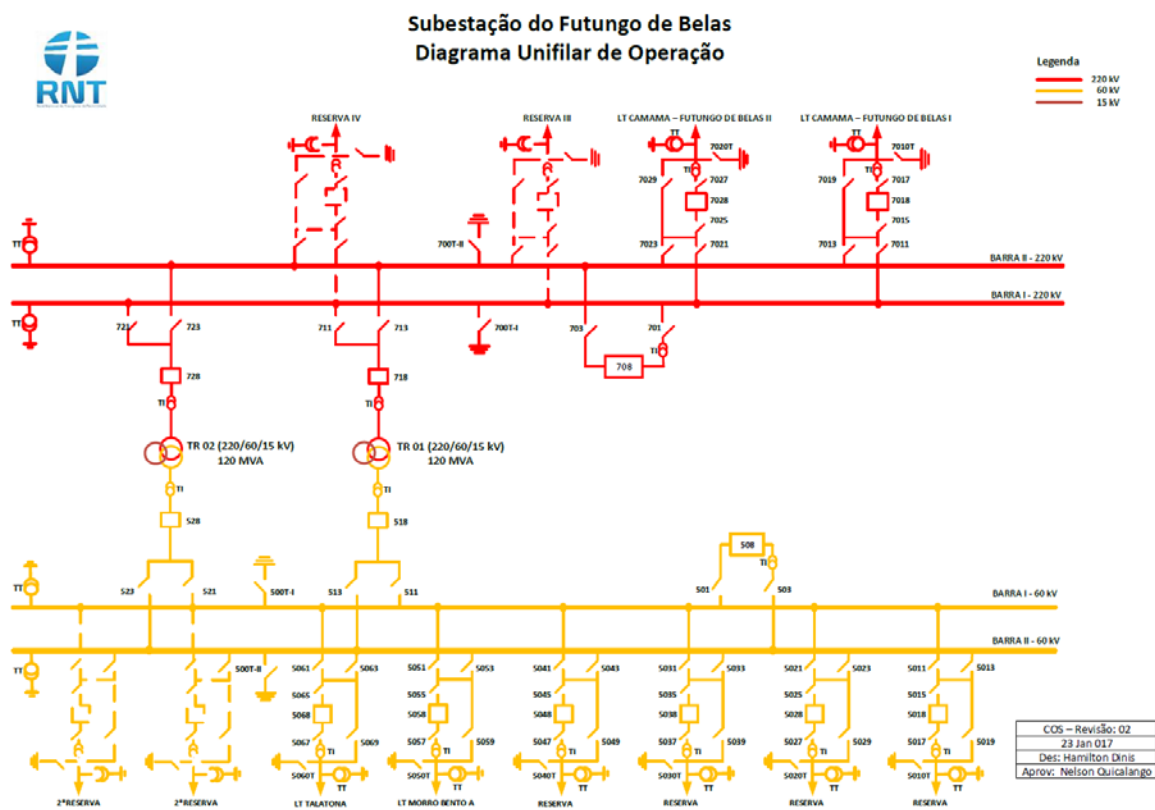 Subestação do Futungo de Belas
Diagrama Unifilar de Operação
RNT
Legenda
220 kV
60 kV
15 kV
RESERVA IV
RESERVA III
LT CAMAMA – FUTUNGO DE BELAS II
LT CAMAMA – FUTUNGO DE BELAS I
TT
TT
7020T
7010T
TI
TI
7029
7027
7019
7017
7028
7018
7025
7015
TT
700T-II
7023
7021
7013
7011
BARRA II - 220 kV
BARRA I - 220 kV
TT
721
723
711
713
700T-I
703
701
TI
708
728
718
TI
TI
TR 02 (220/60/15 kV)
120 MVA
TR 01 (220/60/15 kV)
120 MVA
TI
TI
528
518
508
TI
TT
523
521
500T-I
513
511
501
503
BARRA I - 60 kV
BARRA II - 60 kV
TT
500T-II
5061
5063
5051
5053
5041
5043
5031
5033
5021
5023
5011
5013
5065
5055
5045
5035
5025
5015
5068
5058
5048
5038
5028
5018
5067
TI
5069
5057
TI
5059
5047
TI
5049
5037
TI
5039
5027
TI
5029
5017
TI
5019
5060T
TT
5050T
TT
5040T
TT
5030T
TT
5020T
TT
5010T
TT
2ª RESERVA
2ª RESERVA
LT TALATONA
LT MORRO BENTO A
RESERVA
RESERVA
RESERVA
RESERVA
COS – Revisão: 02
23 Jan 017
Des: Hamilton Dinis
Aprov: Nelson Quicalango